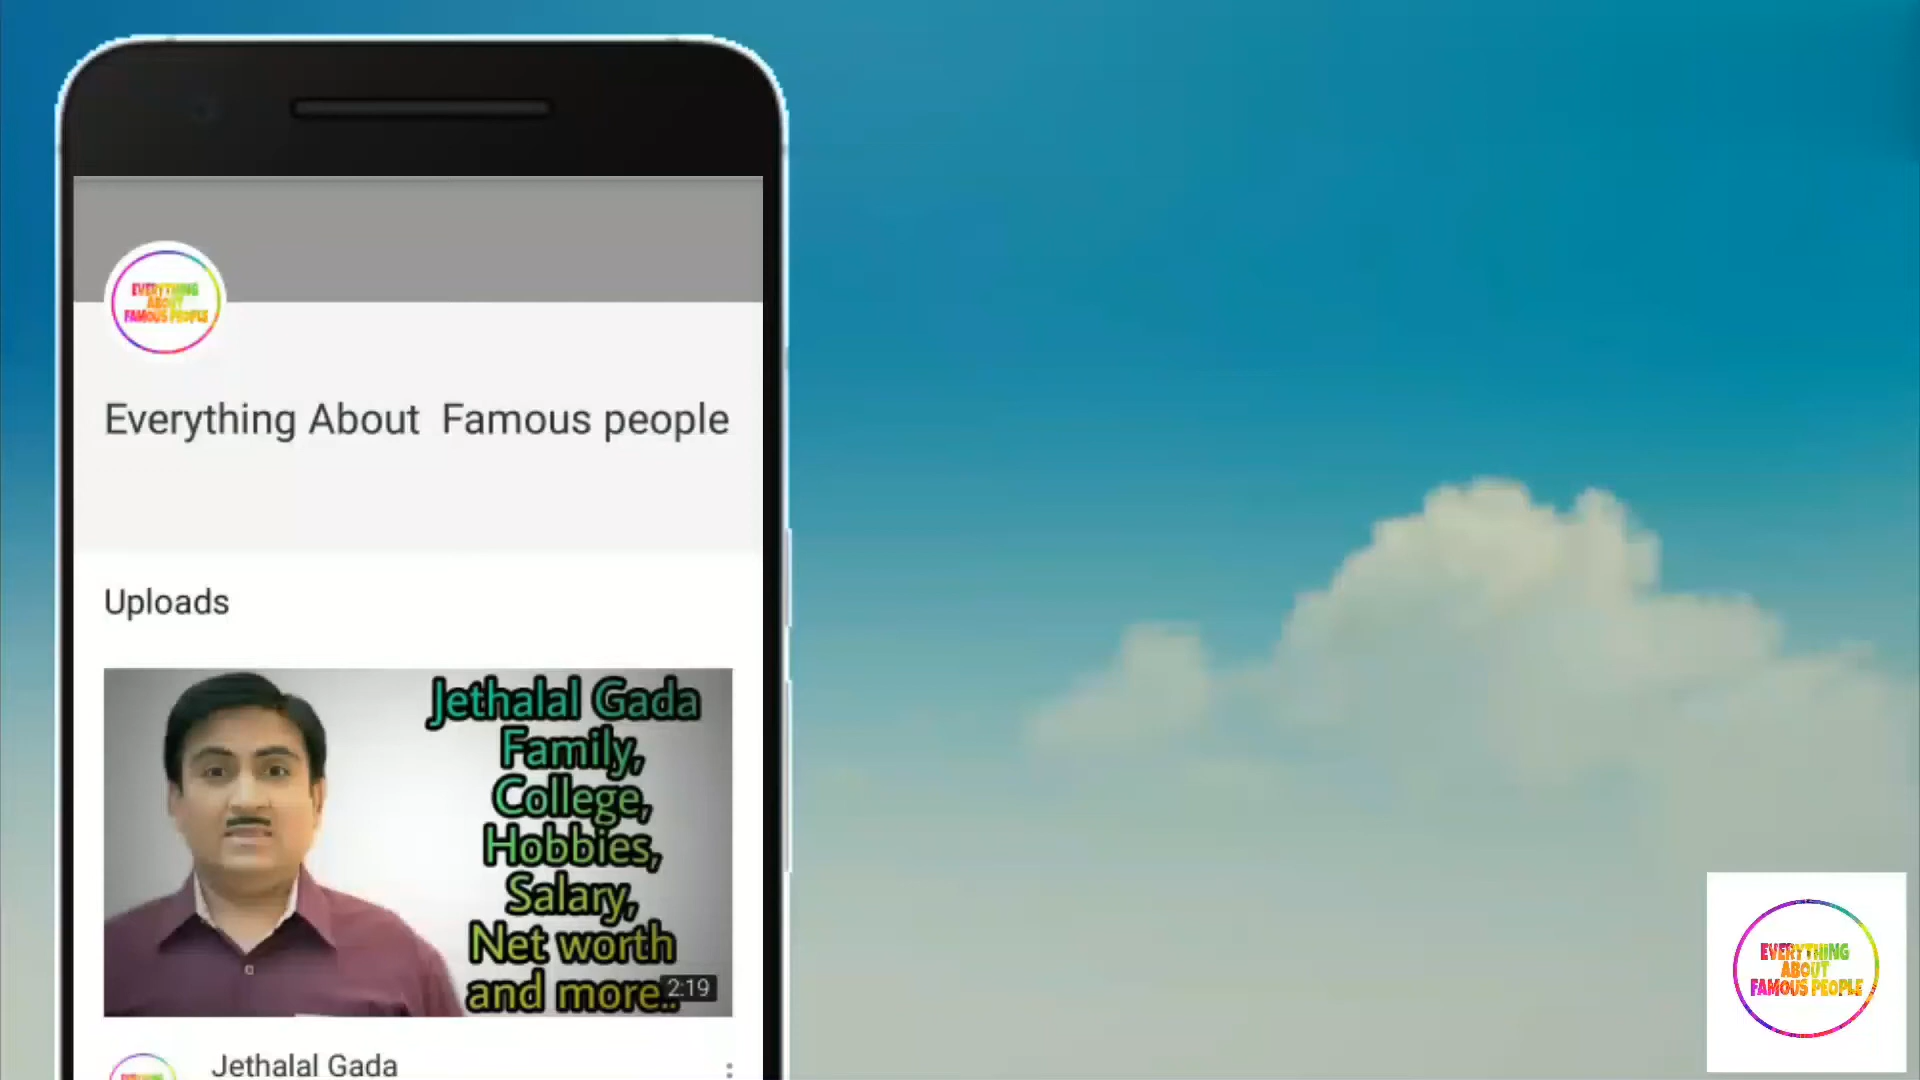 EVERYTHING
ABOUT
FAMOUS PEOPLE
Everything About  Famous people
Uploads
Jethalal Gada
Family,
College,
Hobbies,
Salary,
Net worth
and more..
2:19
Jethalal Gada
EVERYTHING
ABOUT
FAMOUS PEOPLE